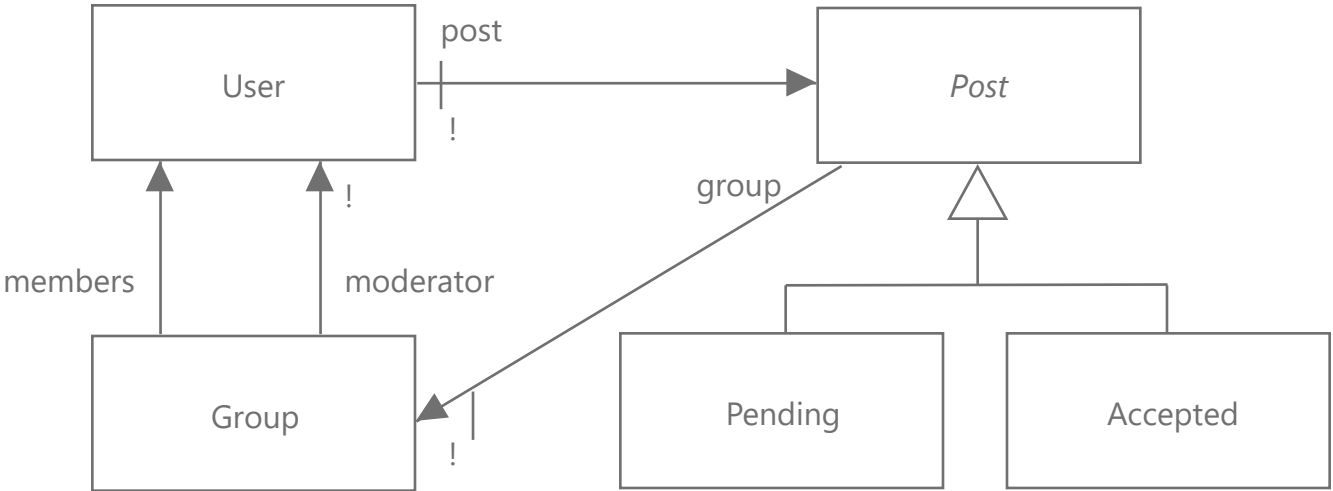 post
User
Post
!
group
!
members
moderator
Group
Pending
Accepted
!